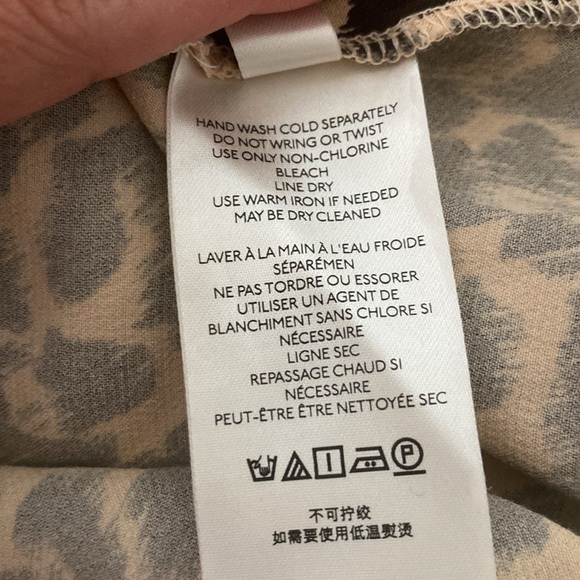 HAND WASH COLD SEPARATELY
DO NOT WRING OR TWIST
USE ONLY NON-CHLORINE
BLEACH
LINE DRY
USE WARM IRON IF NEEDED
MAY BE DRY CLEANED
LAVER À LA MAIN À L'EAU FROIDE
SÉPARÉMEN
NE PAS TORDRE OU ESSORER
UTILISER UN AGENT DE
BLANCHIMENT SANS CHLORE SI
NÉCESSAIRE
LIGNE SEC
REPASSAGE CHAUD SI
NÉCESSAIRE
PEUT-ÊTRE ÊTRE NETTOYÉE SEC
P
不可拧绞
如需要使用低温熨烫